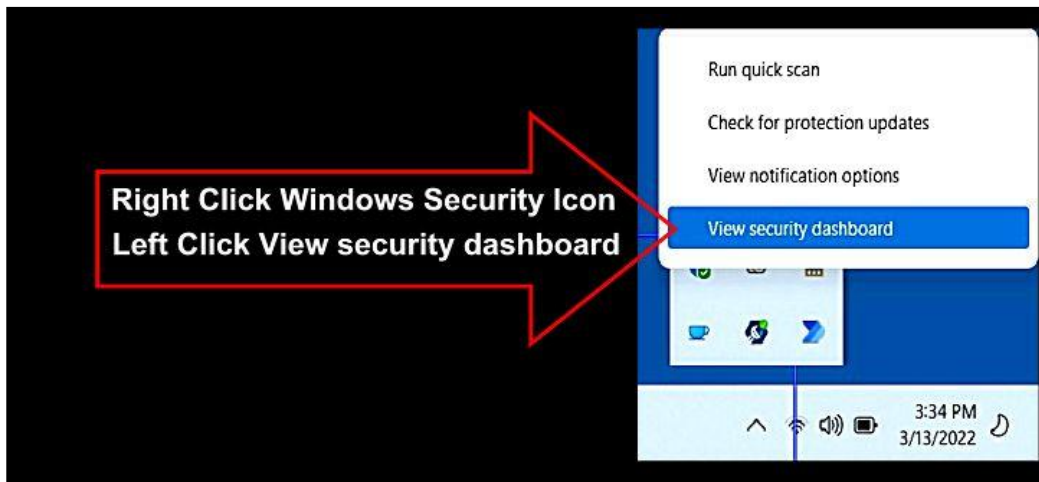 Run quick scan
Check for protection updates
View notification options
Right Click Windows Security Icon
Left Click View security dashboard
View security dashboard
3:34 PM
3/13/2022